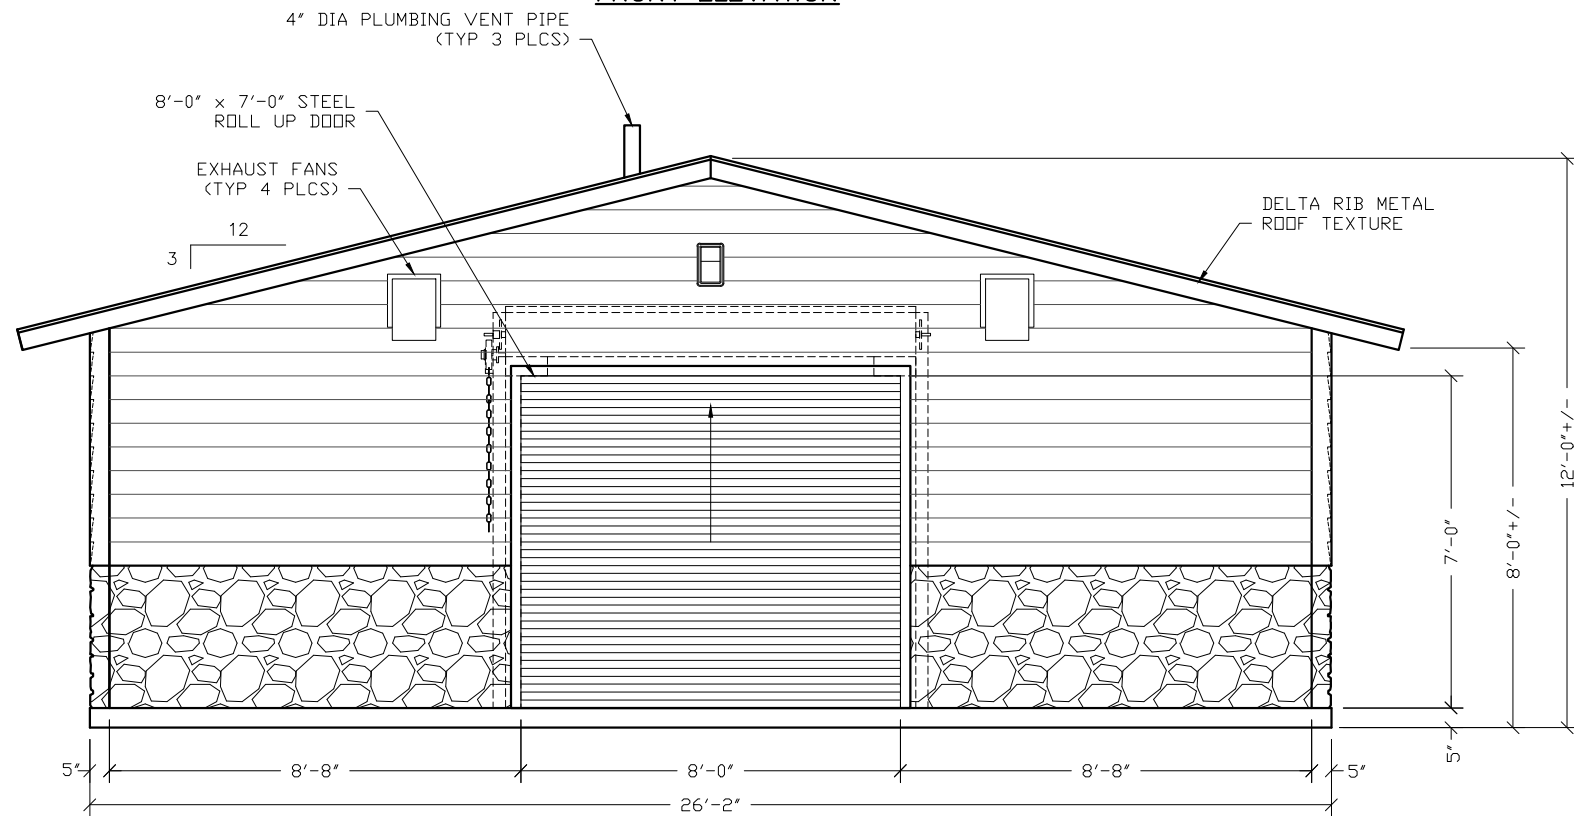 4" DIA PLUMBING VENT PIPE
(TYP 3 PLCS)
8'-0" x 7'-0" STEEL
ROLL UP DOOR
EXHAUST FANS
(TYP 4 PLCS)
12
3
DELTA RIB METAL
ROOF TEXTURE
12'-0"+/-
8'-0"+/-
7'-0"
5"
5"
8'-8"
8'-0"
8'-8"
5"
26'-2"